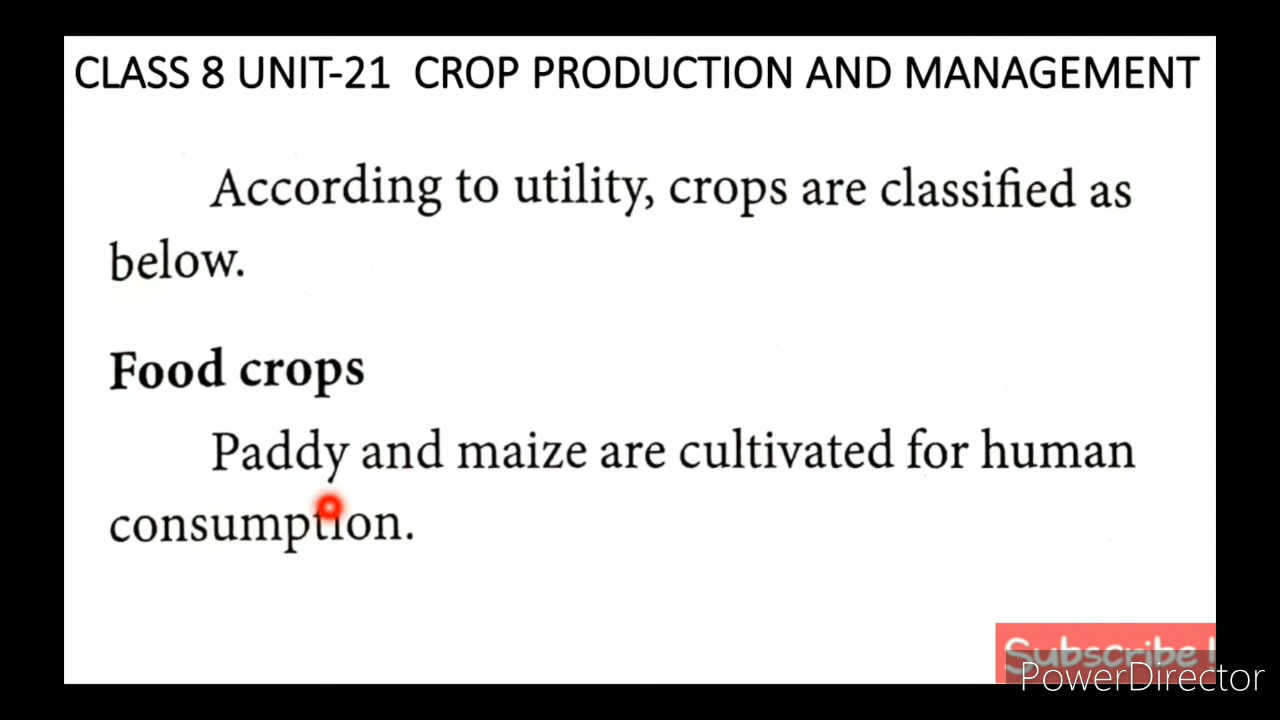 CLASS 8 UNIT-21 CROP PRODUCTION AND MANAGEMENT
According to utility, crops are classified as
below.
Food crops
Paddy and maize are cultivated for human
consumption.
Subscribe !
PowerDirector